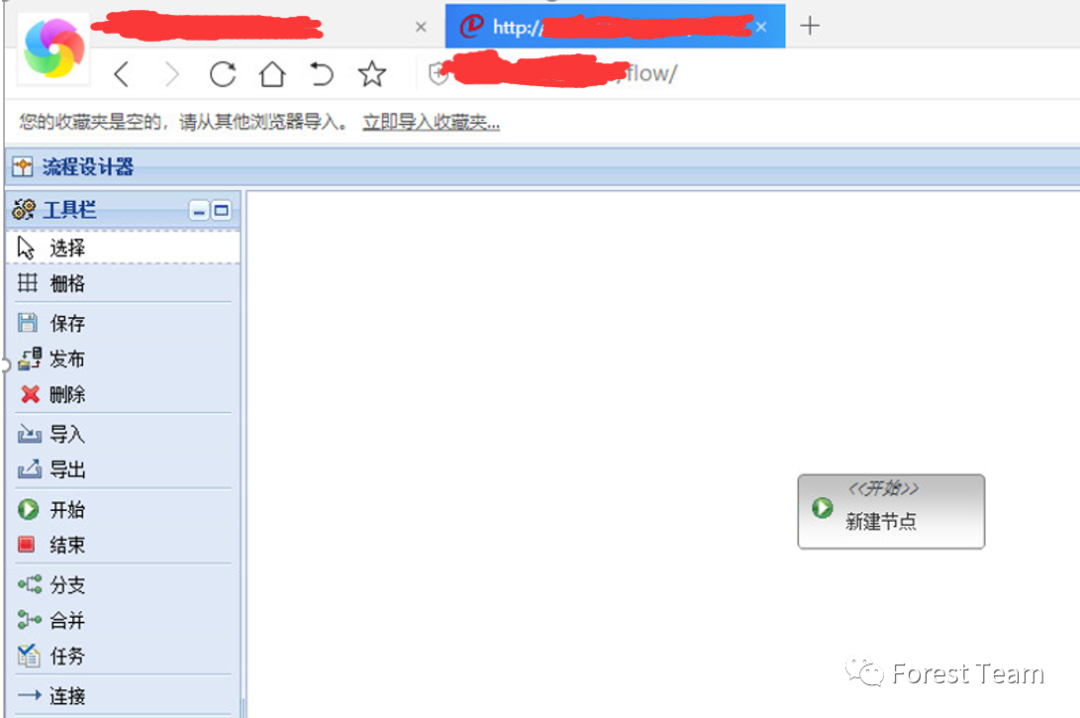 http:/
/flow/
您的收藏夹是空的，请从其他浏览器导入。 立即导入收藏夹...
流程设计器
工具栏
选择
栅格
保存
发布
删除
导入
导出
开始
结束
分支
合并
任务
连接
<<开始>>
新建节点
Forest Team